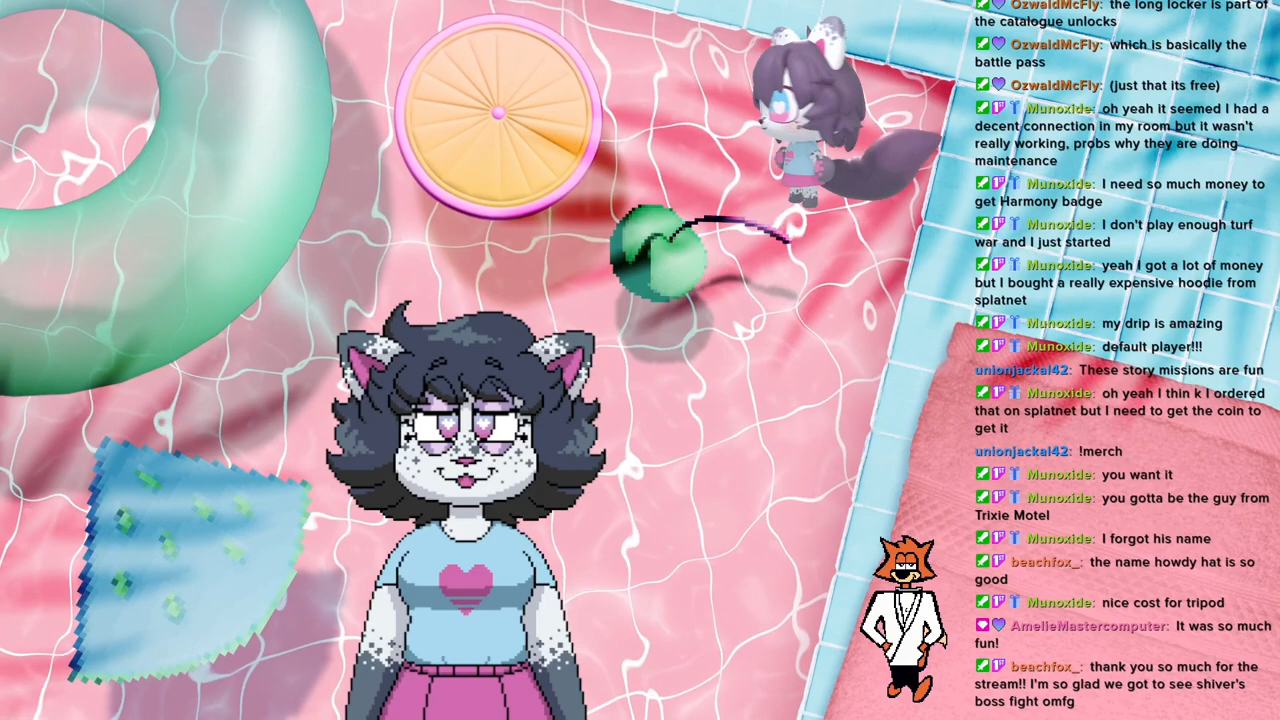 OzwaldMcFly: the long locker is part of
the catalogue unlocks
OzwaldMcFly: which is basically the
battle pass
OzwaldMcFly: (just that its free)
Munoxide: oh yeah it seemed I had a
decent connection in my room but it wasn't
really working, probs why they are doing
maintenance
Munoxide: I need so much money to
get Harmony badge
Munoxide: I don't play enough turf
war and I just started
Munoxide: yeah I got a lot of money
but I bought a really expensive hoodie from
splatnet
Munoxide: my drip is amazing
Munoxide: default player!!!
unionjackal42: These story missions are fun
Munoxide: oh yeah I thin k I ordered
that on splatnet but I need to get the coin to
get it
unionjackal42: !merch
Munoxide: you want it
Munoxide: you gotta be the guy from
Trixie Motel
Munoxide: I forgot his name
beachfox_: the name howdy hat is so
good
Munoxide: nice cost for tripod
AmelieMastercomputer: It was so much
fun!
beachfox_: thank you so much for the
stream!! I'm so glad we got to see shiver's
boss fight omfg